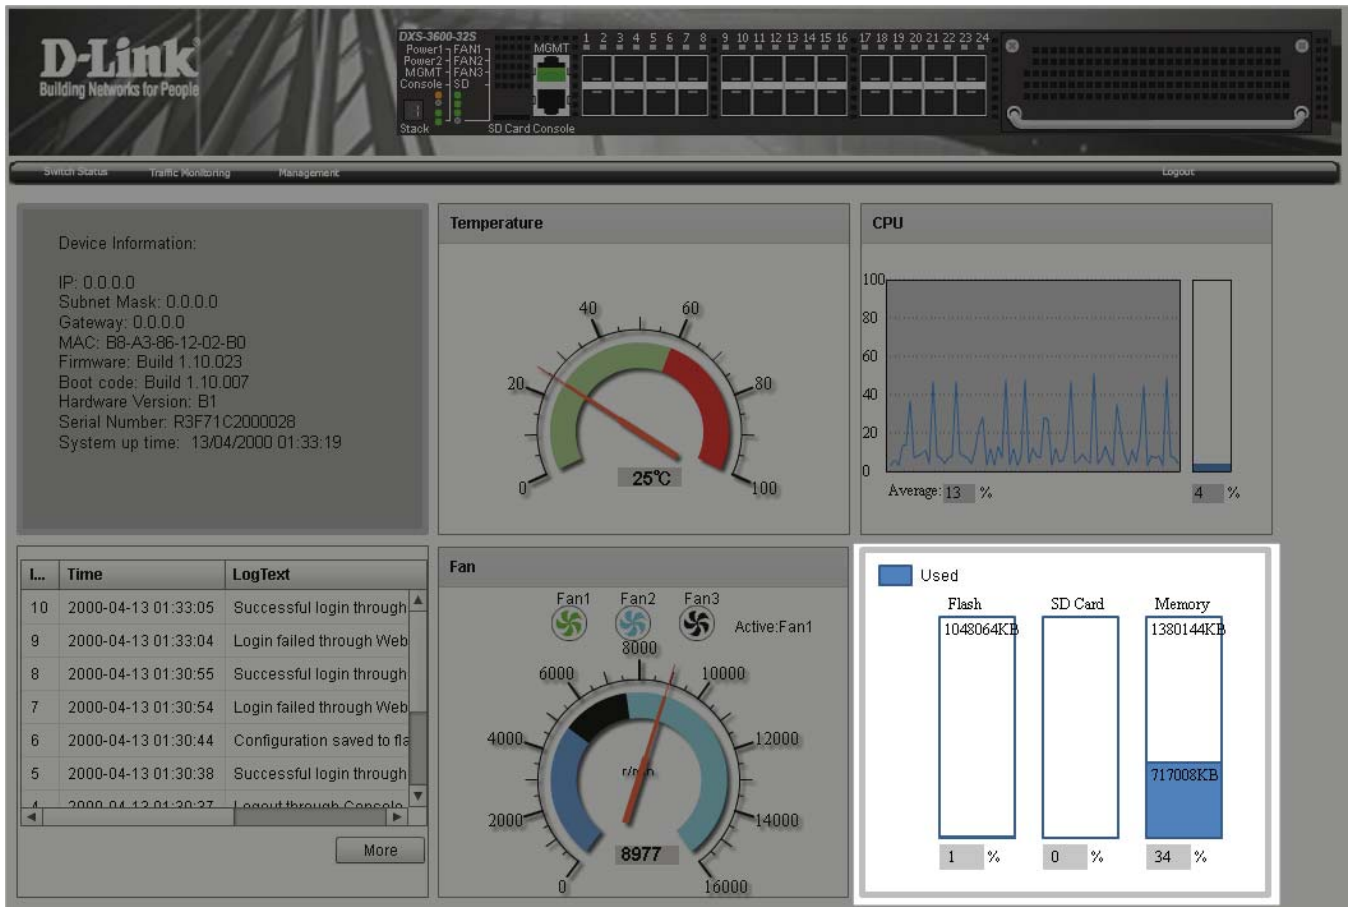 D-Link
Building Networks for People
DXS-3600-32S
Power1 FAN1
Power2 FAN2
MGMT FAN3
Console SD
Stack
MGMT
SD Card Console
1 2 3 4 5 6 7 8 9 10 11 12 13 14 15 16 17 18 19 20 21 22 23 24
Switch Status Traffic Monitoring Management Logout
Device Information:
IP: 0.0.0.0
Subnet Mask: 0.0.0.0
Gateway: 0.0.0.0
MAC: B8-A3-86-12-02-B0
Firmware: Build 1.10.023
Boot code: Build 1.10.007
Hardware Version: B1
Serial Number: R3F71C2000028
System up time: 13/04/2000 01:33:19
Temperature
0 20 40 60 80 100
25°C
CPU
100
80
60
40
20
0
Average: 13 %
4 %
I... Time LogText
10 2000-04-13 01:33:05 Successful login through
9 2000-04-13 01:33:04 Login failed through Web
8 2000-04-13 01:30:55 Successful login through
7 2000-04-13 01:30:54 Login failed through Web
6 2000-04-13 01:30:44 Configuration saved to fla
5 2000-04-13 01:30:38 Successful login through
4 2000-04-13 01:30:37 Logout through Console
More
Fan
Fan1 Fan2 Fan3
Active:Fan1
0 2000 4000 6000 8000 10000 12000 14000 16000
r/min
8977
Used
Flash SD Card Memory
1048064KB 1380144KB
717008KB
1 % 0 % 34 %